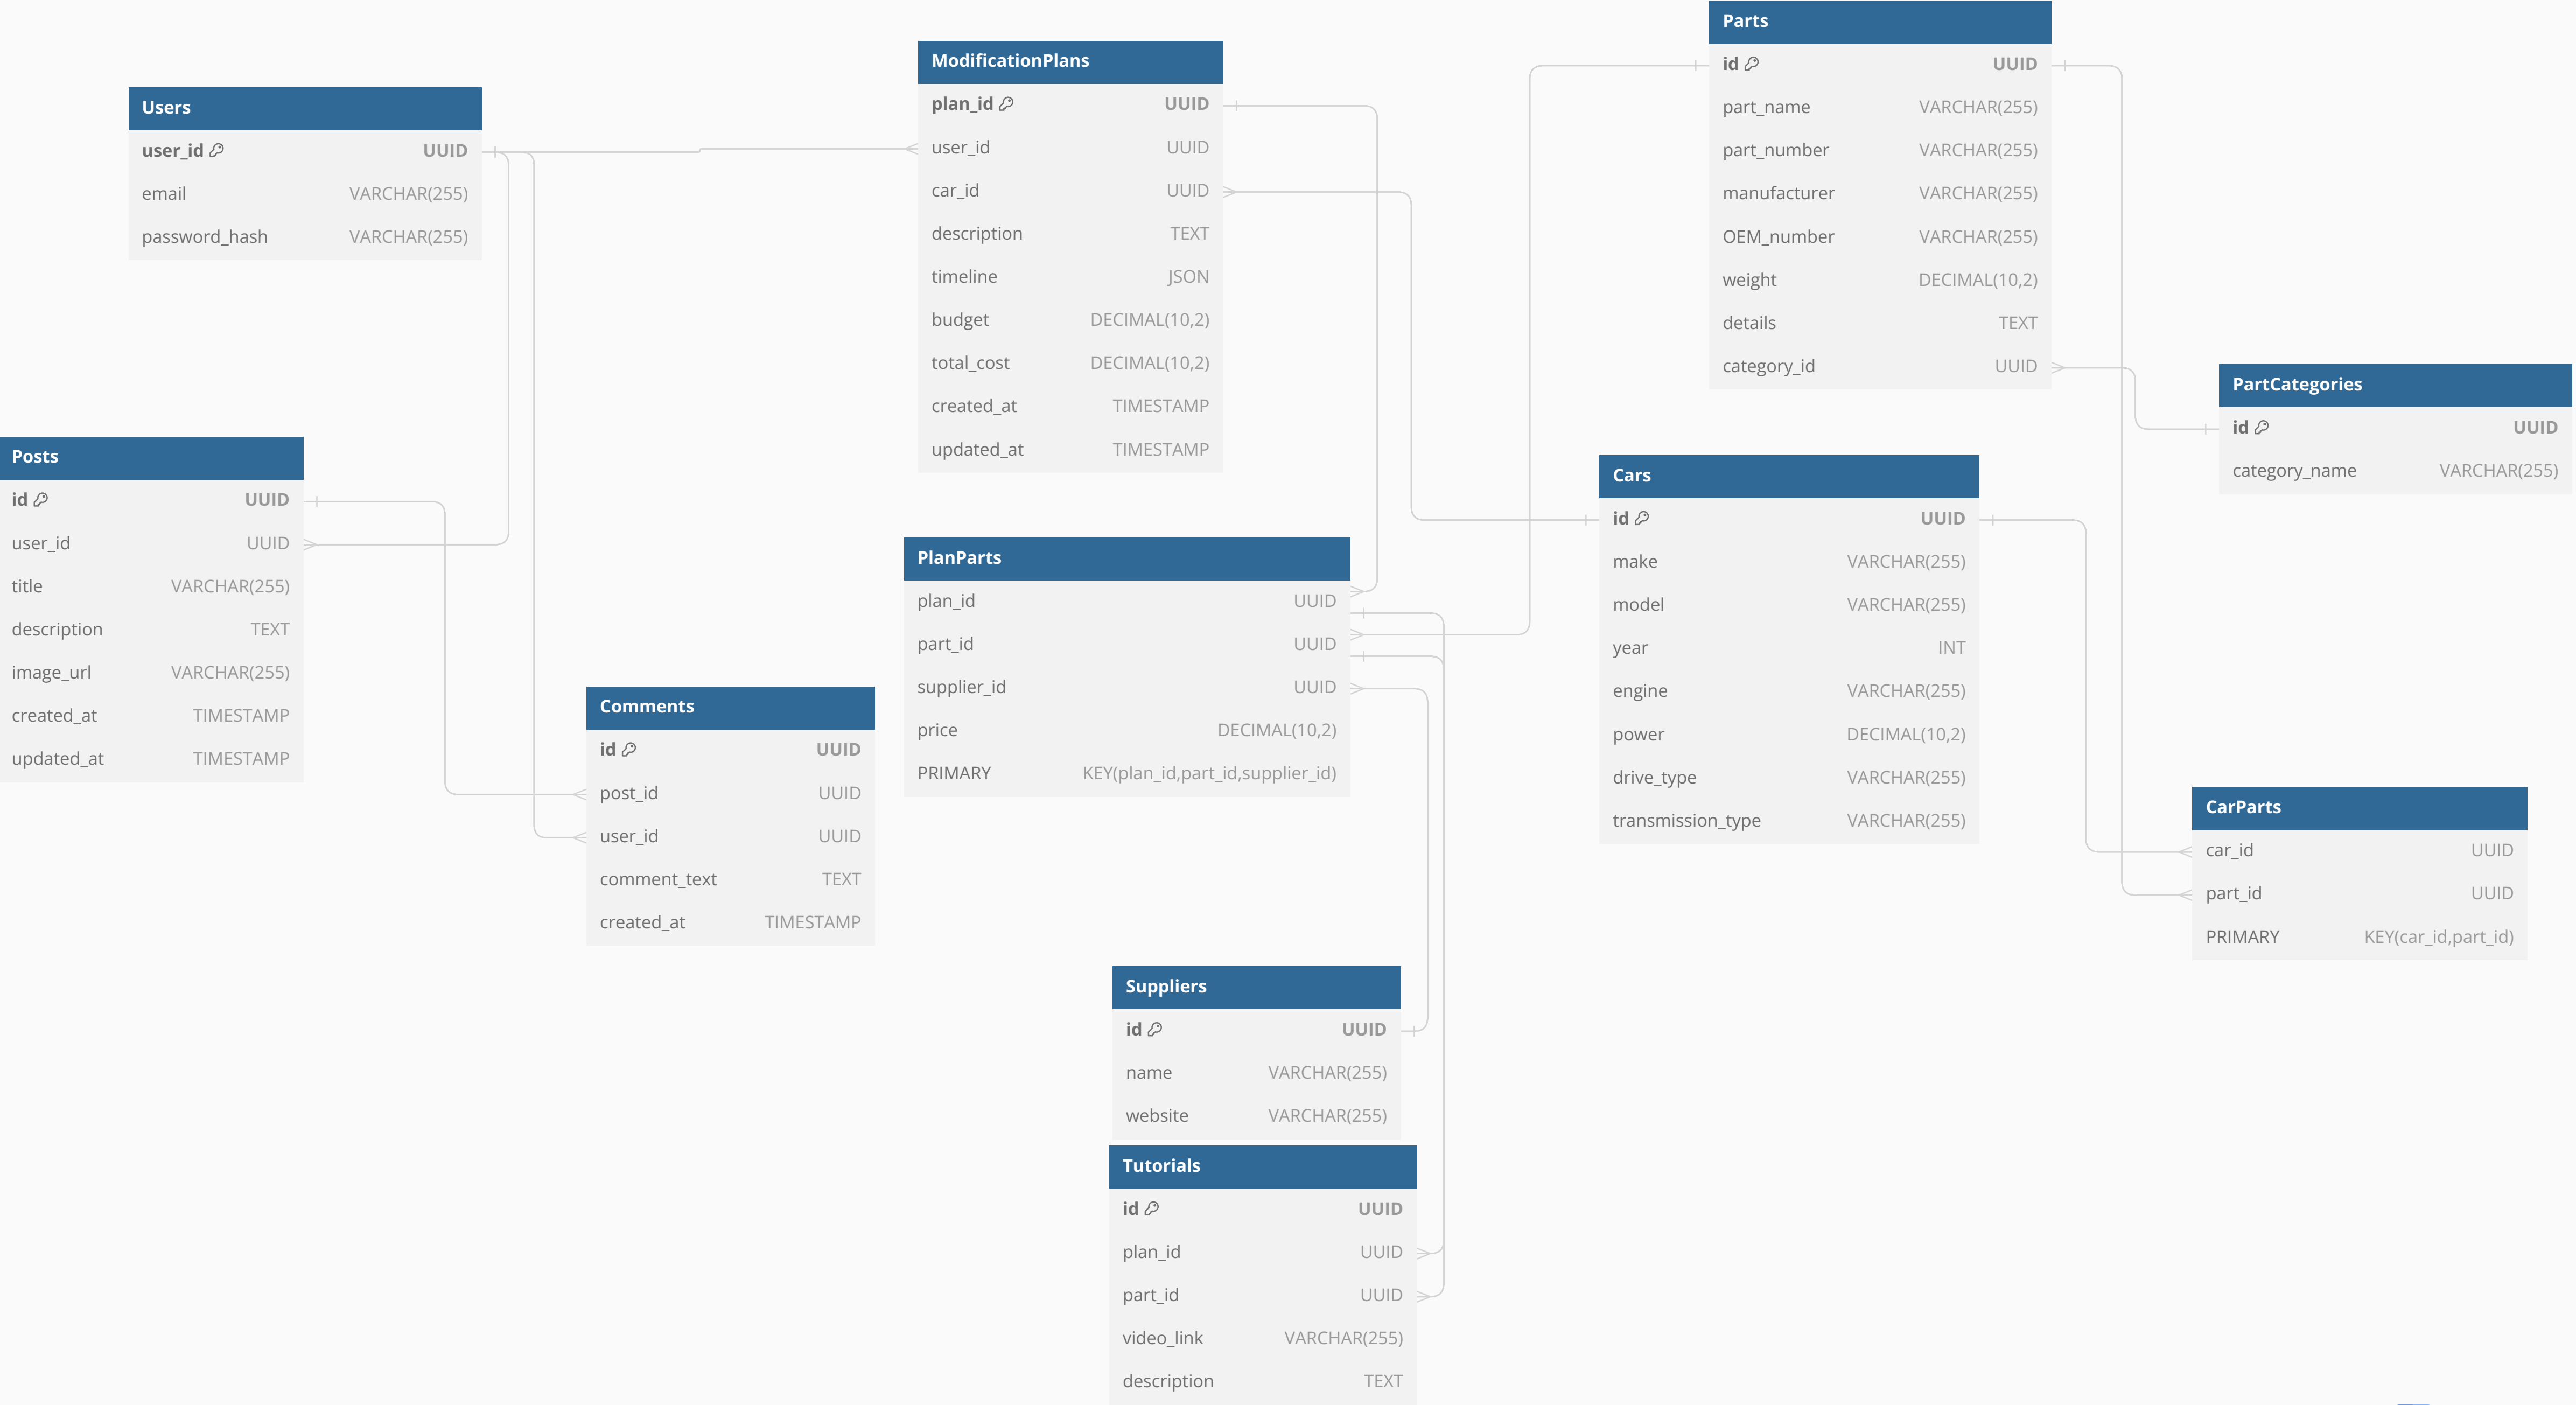 Users
user_id UUID
email VARCHAR(255)
password_hash VARCHAR(255)
Posts
id UUID
user_id UUID
title VARCHAR(255)
description TEXT
image_url VARCHAR(255)
created_at TIMESTAMP
updated_at TIMESTAMP
Comments
id UUID
post_id UUID
user_id UUID
comment_text TEXT
created_at TIMESTAMP
ModificationPlans
plan_id UUID
user_id UUID
car_id UUID
description TEXT
timeline JSON
budget DECIMAL(10,2)
total_cost DECIMAL(10,2)
created_at TIMESTAMP
updated_at TIMESTAMP
PlanParts
plan_id UUID
part_id UUID
supplier_id UUID
price DECIMAL(10,2)
PRIMARY KEY(plan_id,part_id,supplier_id)
Suppliers
id UUID
name VARCHAR(255)
website VARCHAR(255)
Tutorials
id UUID
plan_id UUID
part_id UUID
video_link VARCHAR(255)
description TEXT
Parts
id UUID
part_name VARCHAR(255)
part_number VARCHAR(255)
manufacturer VARCHAR(255)
OEM_number VARCHAR(255)
weight DECIMAL(10,2)
details TEXT
category_id UUID
Cars
id UUID
make VARCHAR(255)
model VARCHAR(255)
year INT
engine VARCHAR(255)
power DECIMAL(10,2)
drive_type VARCHAR(255)
transmission_type VARCHAR(255)
PartCategories
id UUID
category_name VARCHAR(255)
CarParts
car_id UUID
part_id UUID
PRIMARY KEY(car_id,part_id)